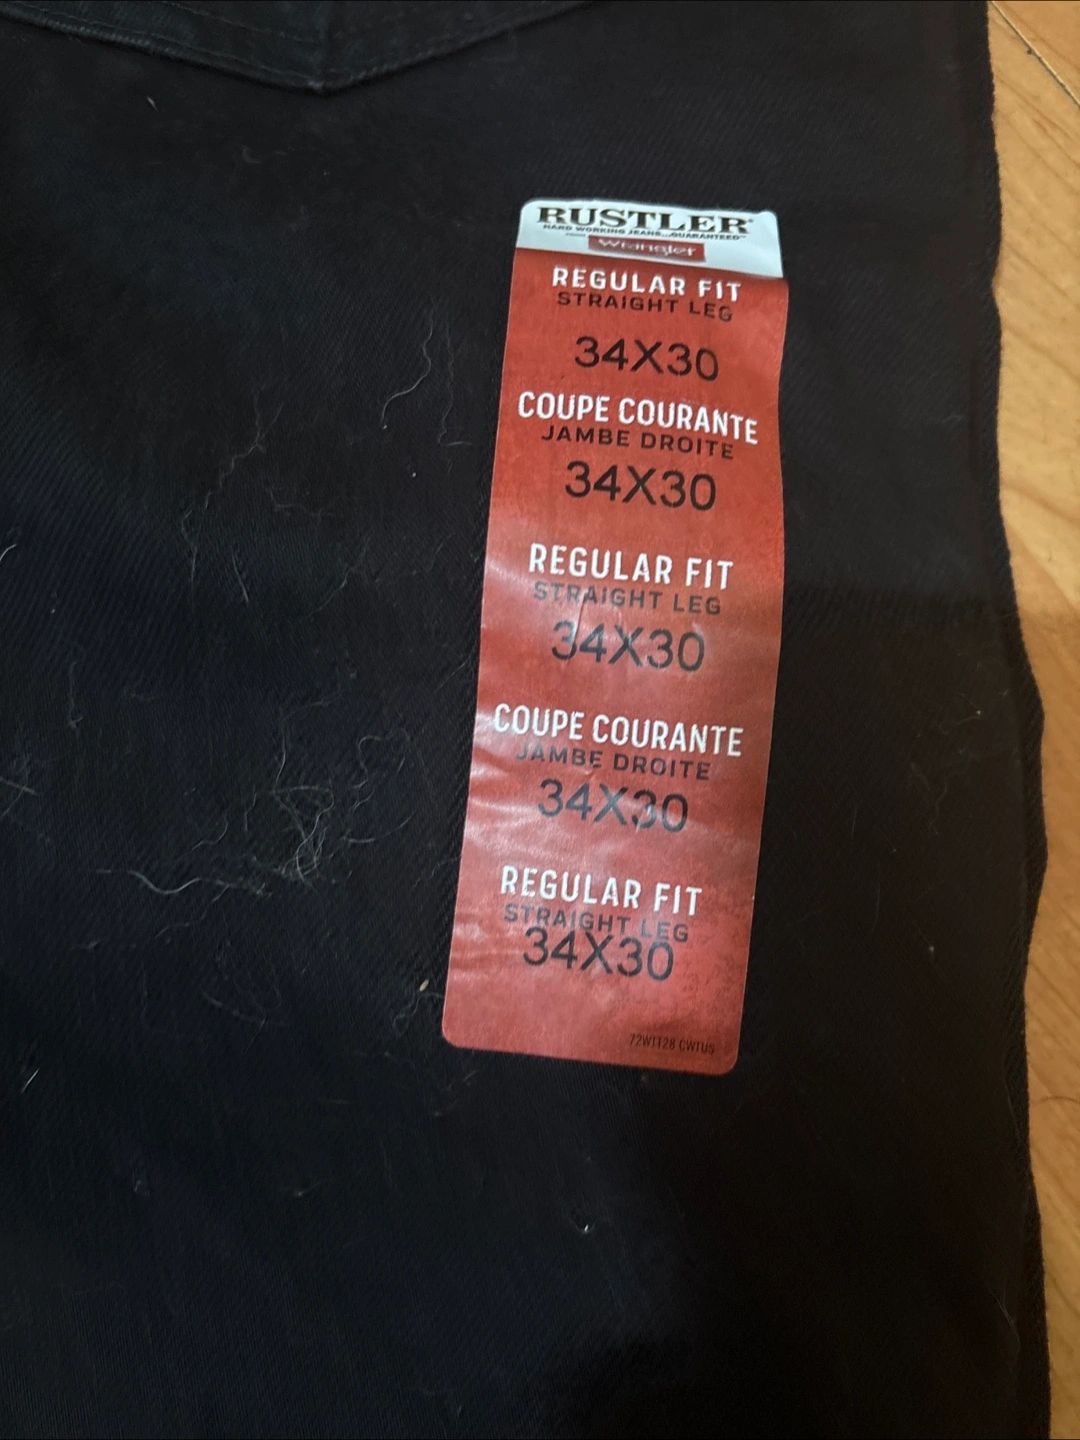 RUSTLER
HARD WORKING JEANS...GUARANTEED™
Wrangler
REGULAR FIT
STRAIGHT LEG
34X30
COUPE COURANTE
JAMBE DROITE
34X30
REGULAR FIT
STRAIGHT LEG
34X30
COUPE COURANTE
JAMBE DROITE
34X30
REGULAR FIT
STRAIGHT LEG
34X30
72WT128 CWTUS